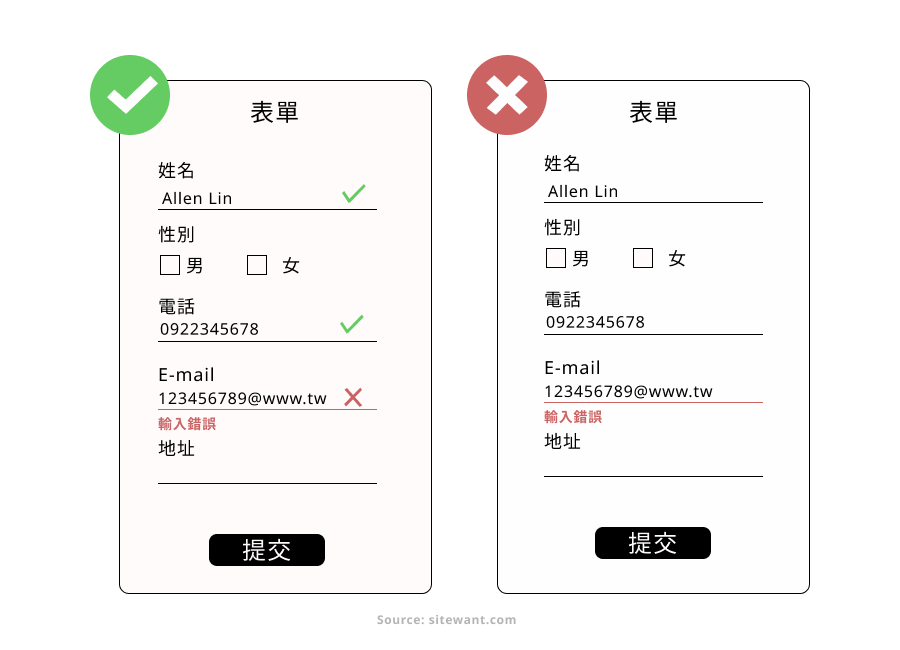 表單
姓名
Allen Lin
性別
男 女
電話
0922345678
E-mail
123456789@www.tw
輸入錯誤
地址
提交
表單
姓名
Allen Lin
性別
男 女
電話
0922345678
E-mail
123456789@www.tw
輸入錯誤
地址
提交
Source: sitewant.com